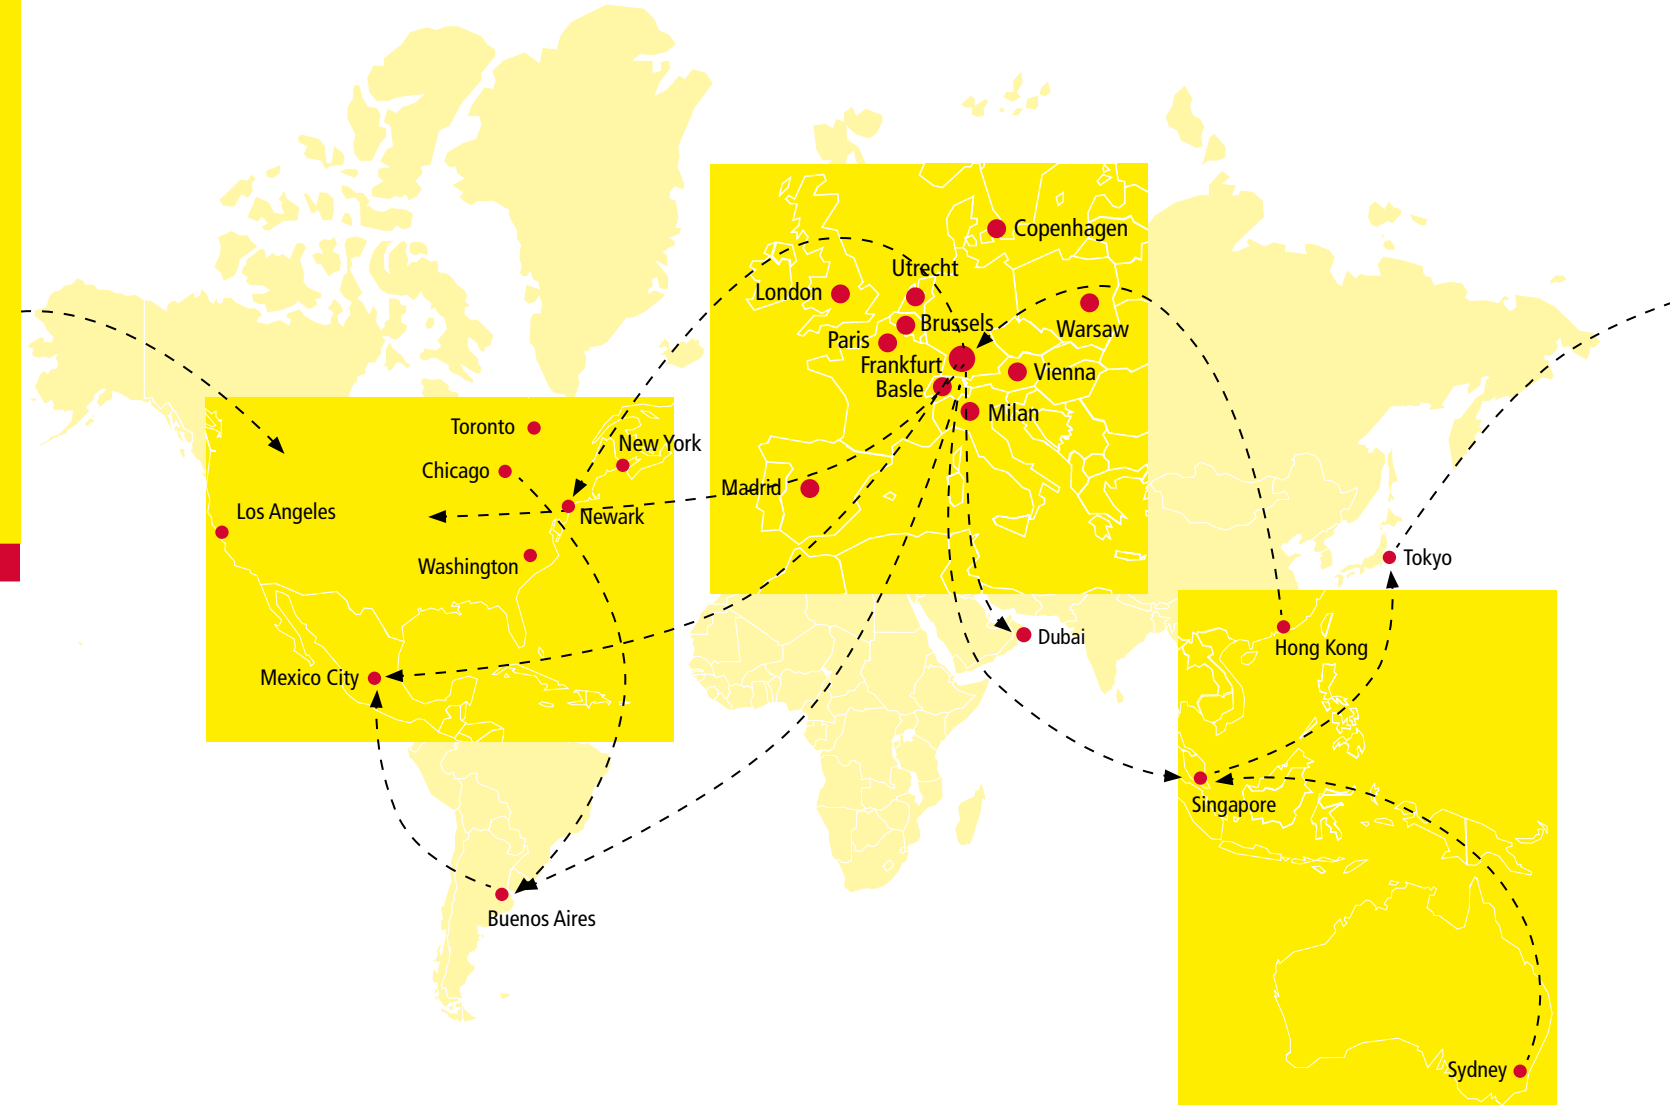 Copenhagen
Utrecht
London
Brussels
Warsaw
Paris
Frankfurt
Vienna
Basle
Milan
Toronto
New York
Chicago
Madrid
Los Angeles
Newark
Washington
Tokyo
Dubai
Hong Kong
Mexico City
Singapore
Buenos Aires
Sydney